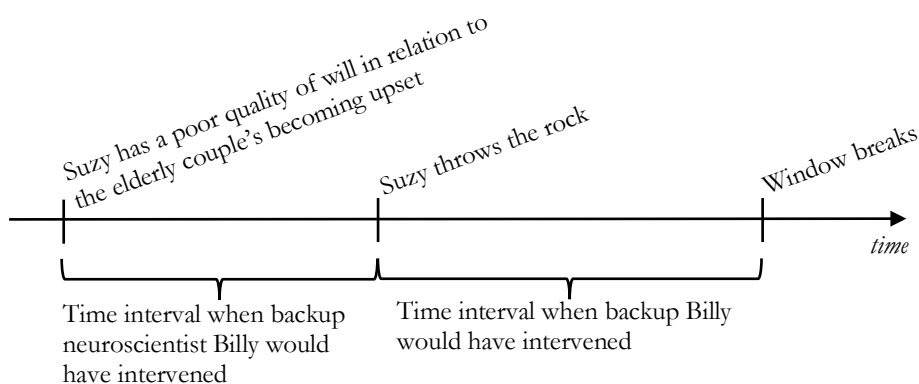 Suzy has a poor quality of will in relation to
the elderly couple's becoming upset
Suzy throws the rock
Window breaks
time
Time interval when backup
neuroscientist Billy would
have intervened
Time interval when backup Billy
would have intervened